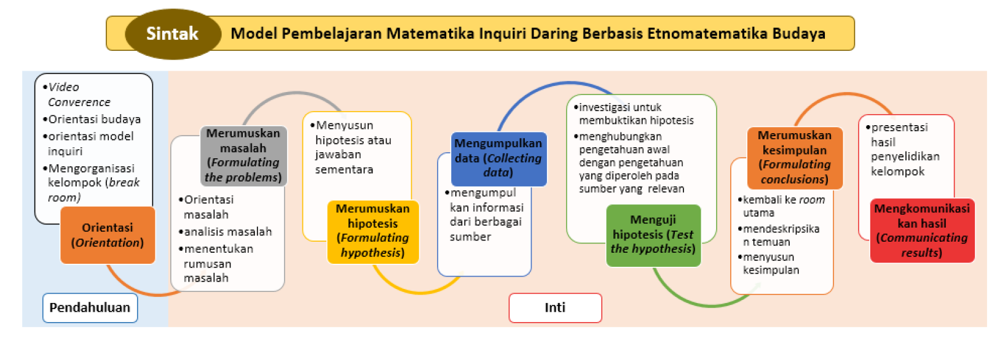 Sintak
Model Pembelajaran Matematika Inquiri Daring Berbasis Etnomatematika Budaya
•Video
Converence
•Orientasi budaya
•orientasi model
inquiri
•Mengorganisasi
kelompok (break
room)
Orientasi
(Orientation)
Pendahuluan
Merumuskan
masalah
(Formulating
the problems)
•Orientasi
masalah
•analisis masalah
•menentukan
rumusan
masalah
•Menyusun
hipotesis atau
jawaban
sementara
Merumuskan
hipotesis
(Formulating
hypothesis)
Mengumpulkan
data (Collecting
data)
•mengumpul
kan informasi
dari berbagai
sumber
•investigasi untuk
membuktikan hipotesis
•menghubungkan
pengetahuan awal
dengan pengetahuan
yang diperoleh pada
sumber yang relevan
Menguji
hipotesis (Test
the hypothesis)
Merumuskan
kesimpulan
(Formulating
conclusions)
•kembali ke room
utama
•mendeskripsika
n temuan
•menyusun
kesimpulan
•presentasi
hasil
penyelidikan
kelompok
Mengkomunikasi
kan hasil
(Communicating
results)
Inti